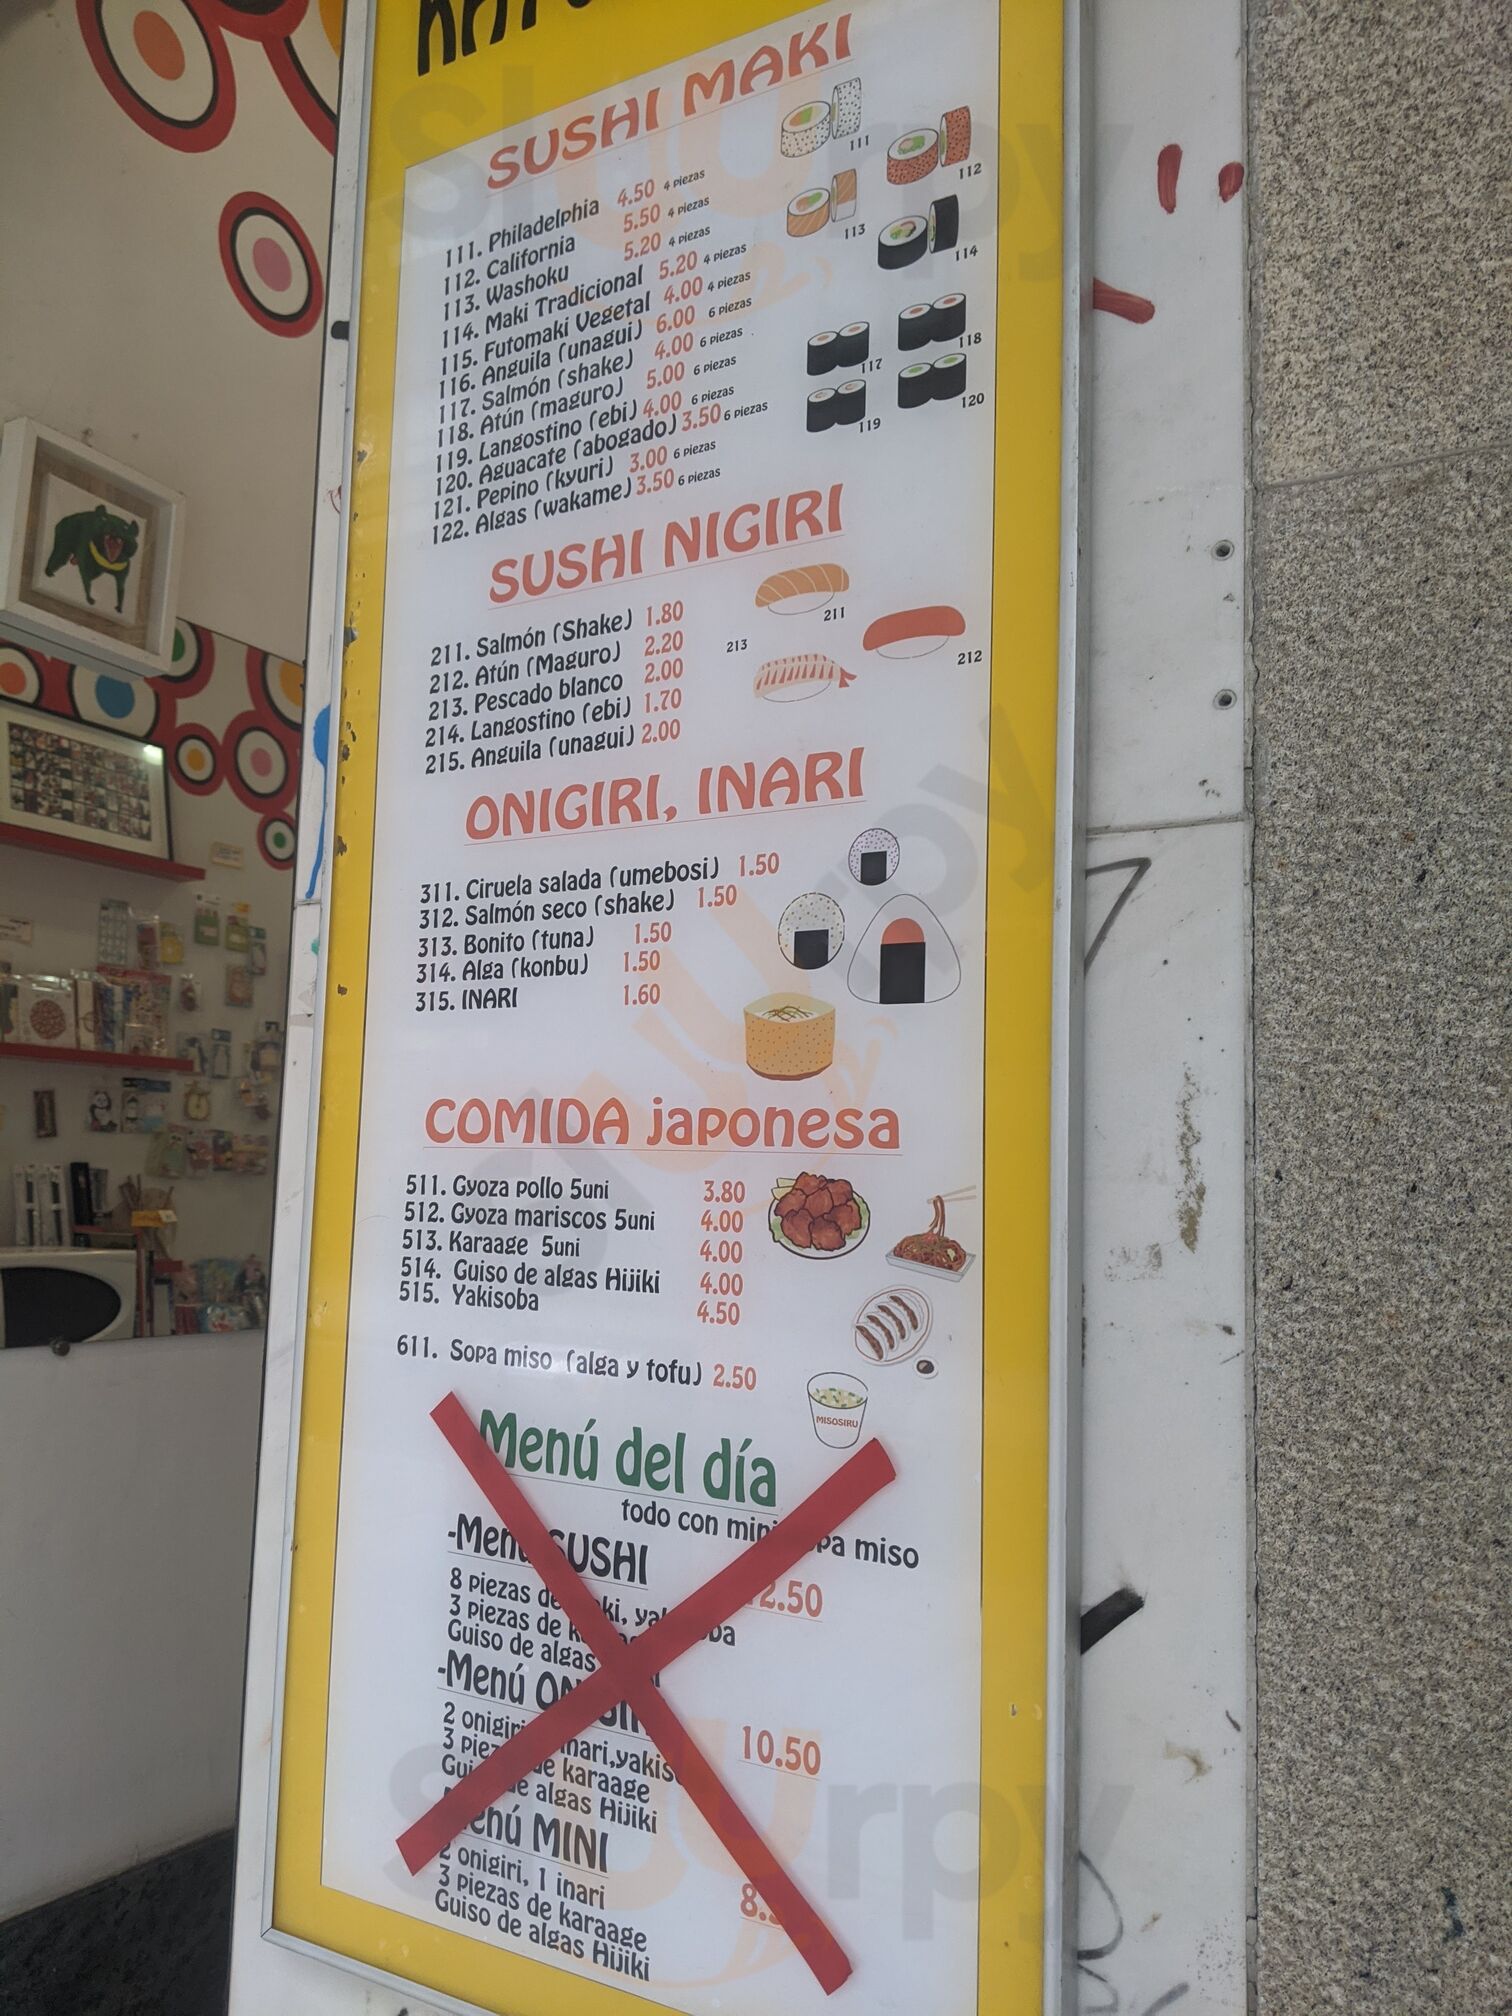 SUSHI MAKI
111. Philadelphia 4.50 4 piezas
112. California 5.50 4 piezas
113. Washoku 5.20 4 piezas
114. Maki Tradicional 5.20 4 piezas
115. Futomaki Vegetal 4.00 4 piezas
116. Anguila (unagui) 6.00 6 piezas
117. Salmón (shake) 4.00 6 piezas
118. Atún (maguro) 5.00 6 piezas
119. Langostino (ebi) 4.00 6 piezas
120. Aguacate (abogado) 3.50 6 piezas
121. Pepino (kyuri) 3.00 6 piezas
122. Algas (wakame) 3.50 6 piezas
111
112
113
114
117
118
119
120
SUSHI NIGIRI
211. Salmón (Shake) 1.80
212. Atún (Maguro) 2.20
213. Pescado blanco 2.00
214. Langostino (ebi) 1.70
215. Anguila (unagui) 2.00
211
213
212
ONIGIRI, INARI
311. Ciruela salada (umebosi) 1.50
312. Salmón seco (shake) 1.50
313. Bonito (tuna) 1.50
314. Alga (konbu) 1.50
315. INARI 1.60
COMIDA japonesa
511. Gyoza pollo 5uni 3.80
512. Gyoza mariscos 5uni 4.00
513. Karaage 5uni 4.00
514. Guiso de algas Hijiki 4.00
515. Yakisoba 4.50
611. Sopa miso (alga y tofu) 2.50
MISOSIRU
Menú del día
todo con mini miso
-Menú SUSHI
8 piezas de
3 piezas de
Guiso de algas
-Menú
10.50
2 onigiri
3 de karaage
de algas Hijiki
Menú MINI
2 onigiri, 1 inari
3 piezas de karaage
Guiso de algas Hijiki
Slurpy
Slurpy
Slurpy